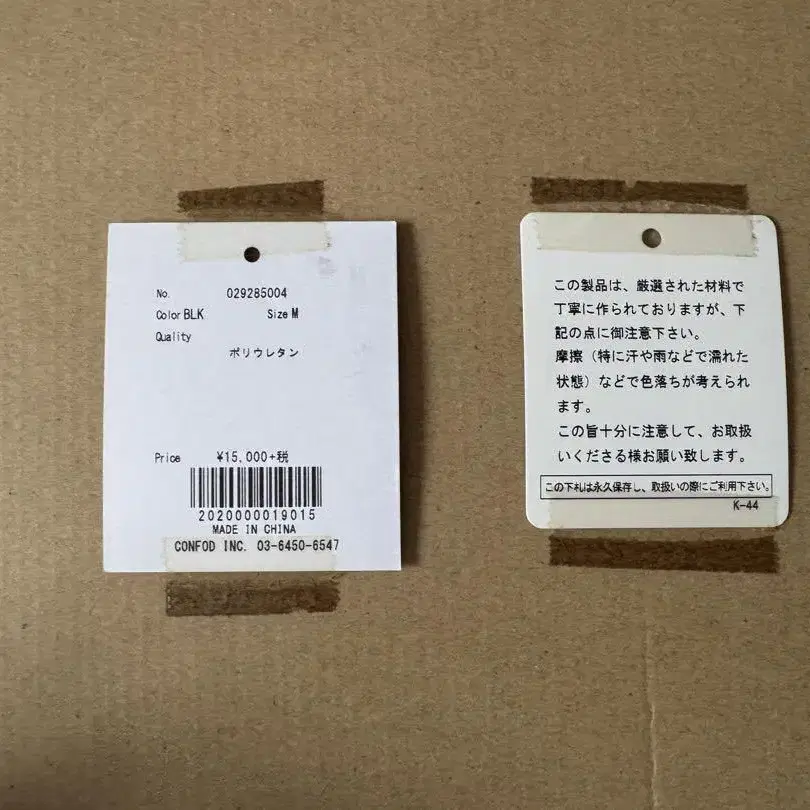 No. 029285004
Color BLK Size M
Quality
ポリウレタン
Price ¥15,000+税
2020000019015
MADE IN CHINA
CONFOD INC. 03-6450-6547
この製品は、厳選された材料で
丁寧に作られておりますが、下
記の点に御注意下さい。
摩擦（特に汗や雨などで濡れた
状態）などで色落ちが考えられ
ます。
この旨十分に注意して、お取扱
いくださる様お願い致します。
この下札は永久保存し、取扱いの際にご利用下さい。
K-44